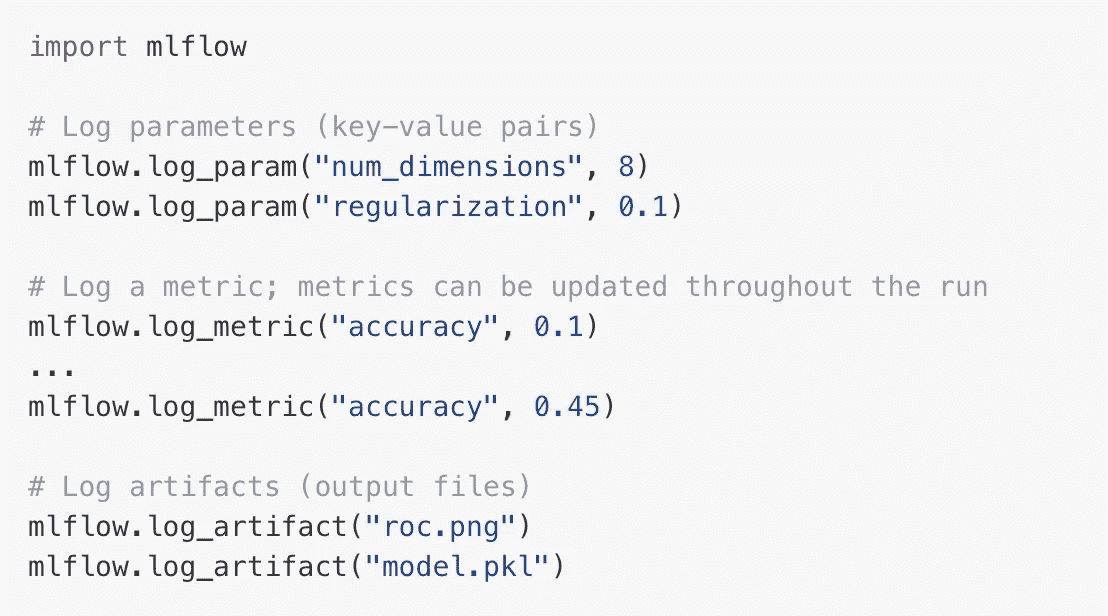 import mlflow
# Log parameters (key-value pairs)
mlflow.log_param("num_dimensions", 8)
mlflow.log_param("regularization", 0.1)
# Log a metric; metrics can be updated throughout the run
mlflow.log_metric("accuracy", 0.1)
...
mlflow.log_metric("accuracy", 0.45)
# Log artifacts (output files)
mlflow.log_artifact("roc.png")
mlflow.log_artifact("model.pkl")